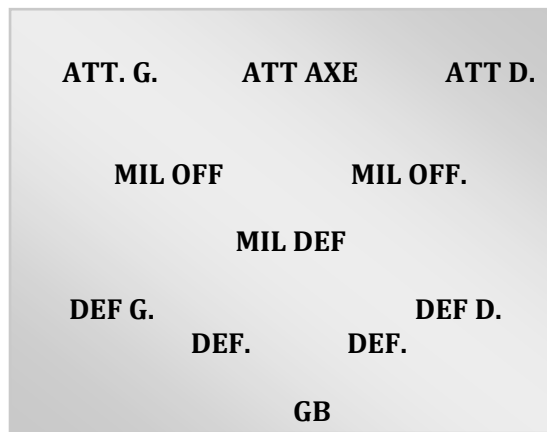 ATT. G. ATT AXE ATT D.
MIL OFF MIL OFF.
MIL DEF
DEF G. DEF D.
DEF. DEF.
GB